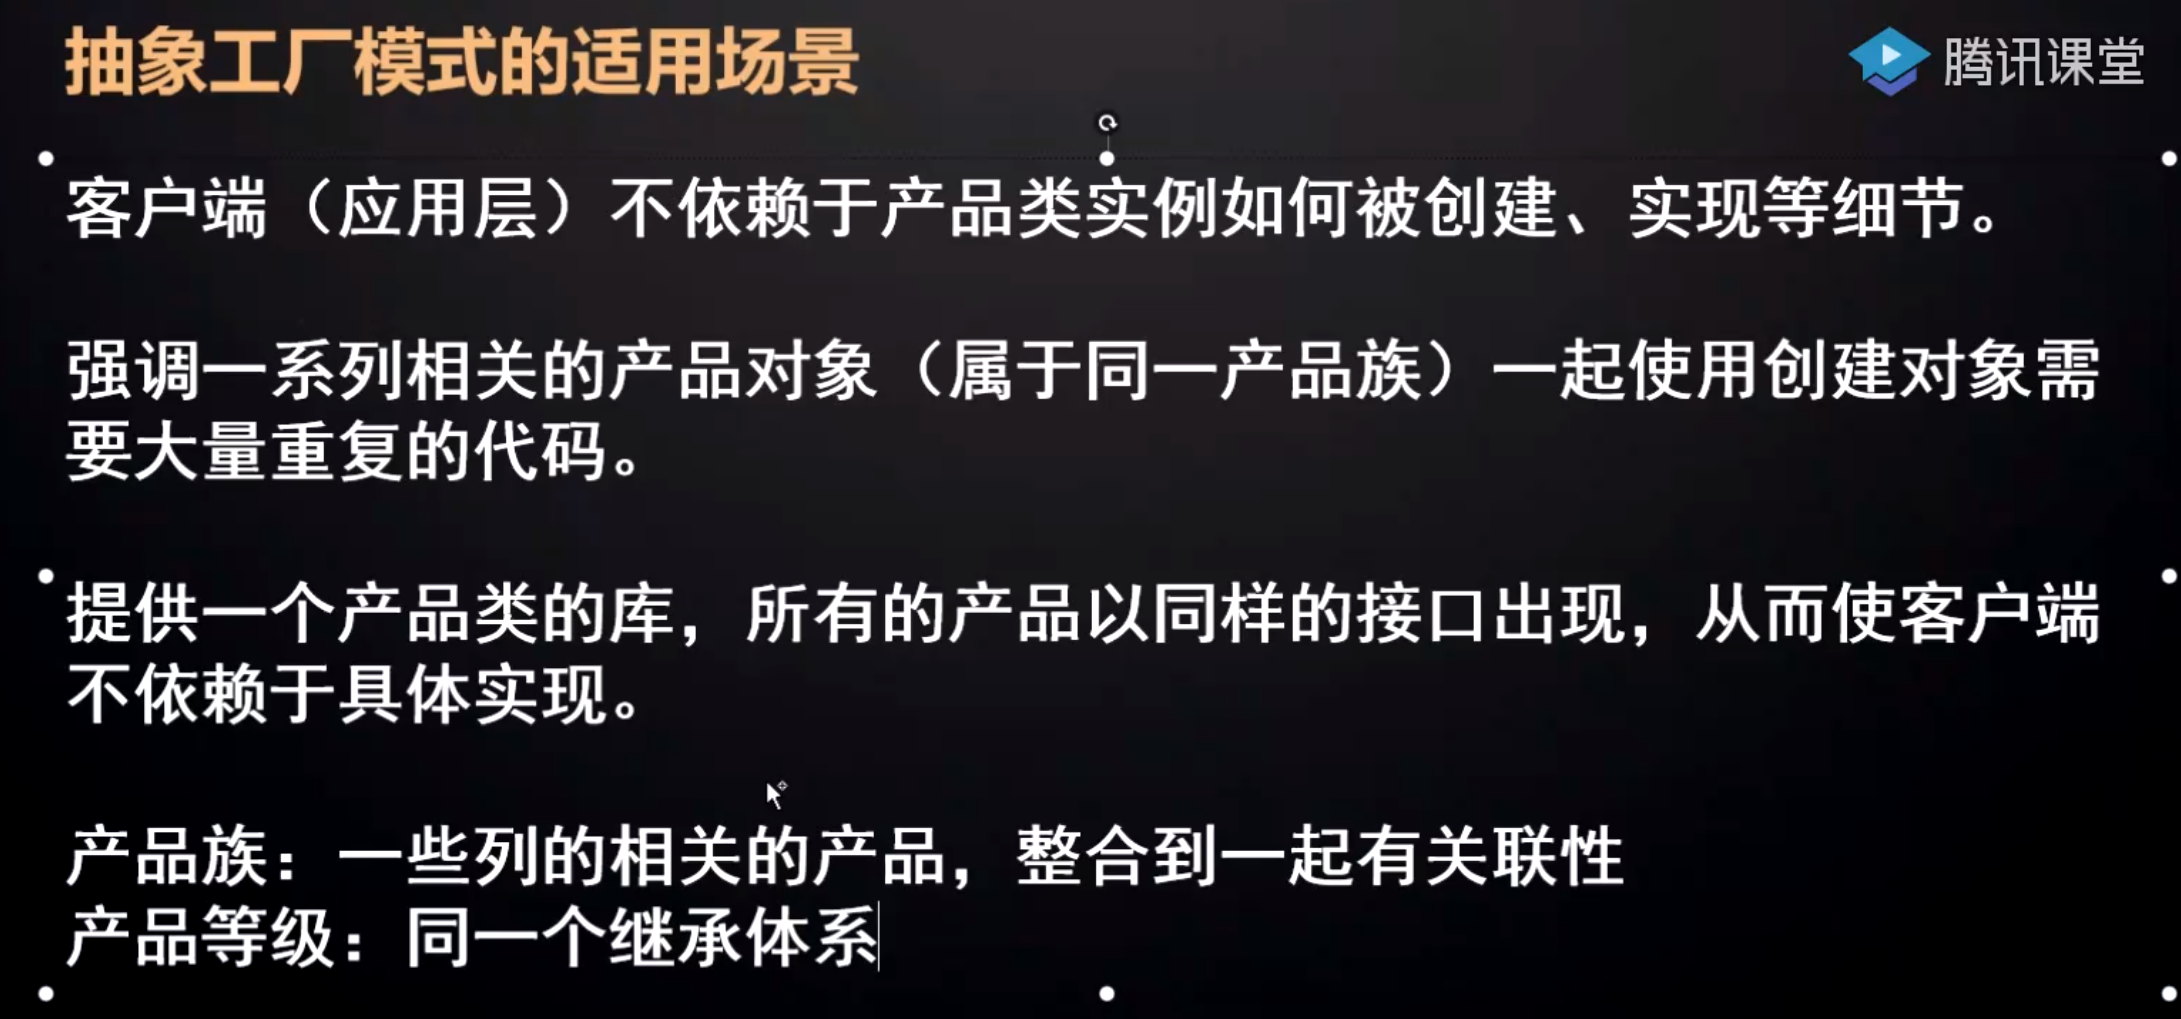 抽象工厂模式的适用场景
腾讯课堂
客户端（应用层）不依赖于产品类实例如何被创建、实现等细节。
强调一系列相关的产品对象（属于同一产品族）一起使用创建对象需
要大量重复的代码。
提供一个产品类的库，所有的产品以同样的接口出现，从而使客户端
不依赖于具体实现。
产品族：一些列的相关的产品，整合到一起有关联性
产品等级：同一个继承体系